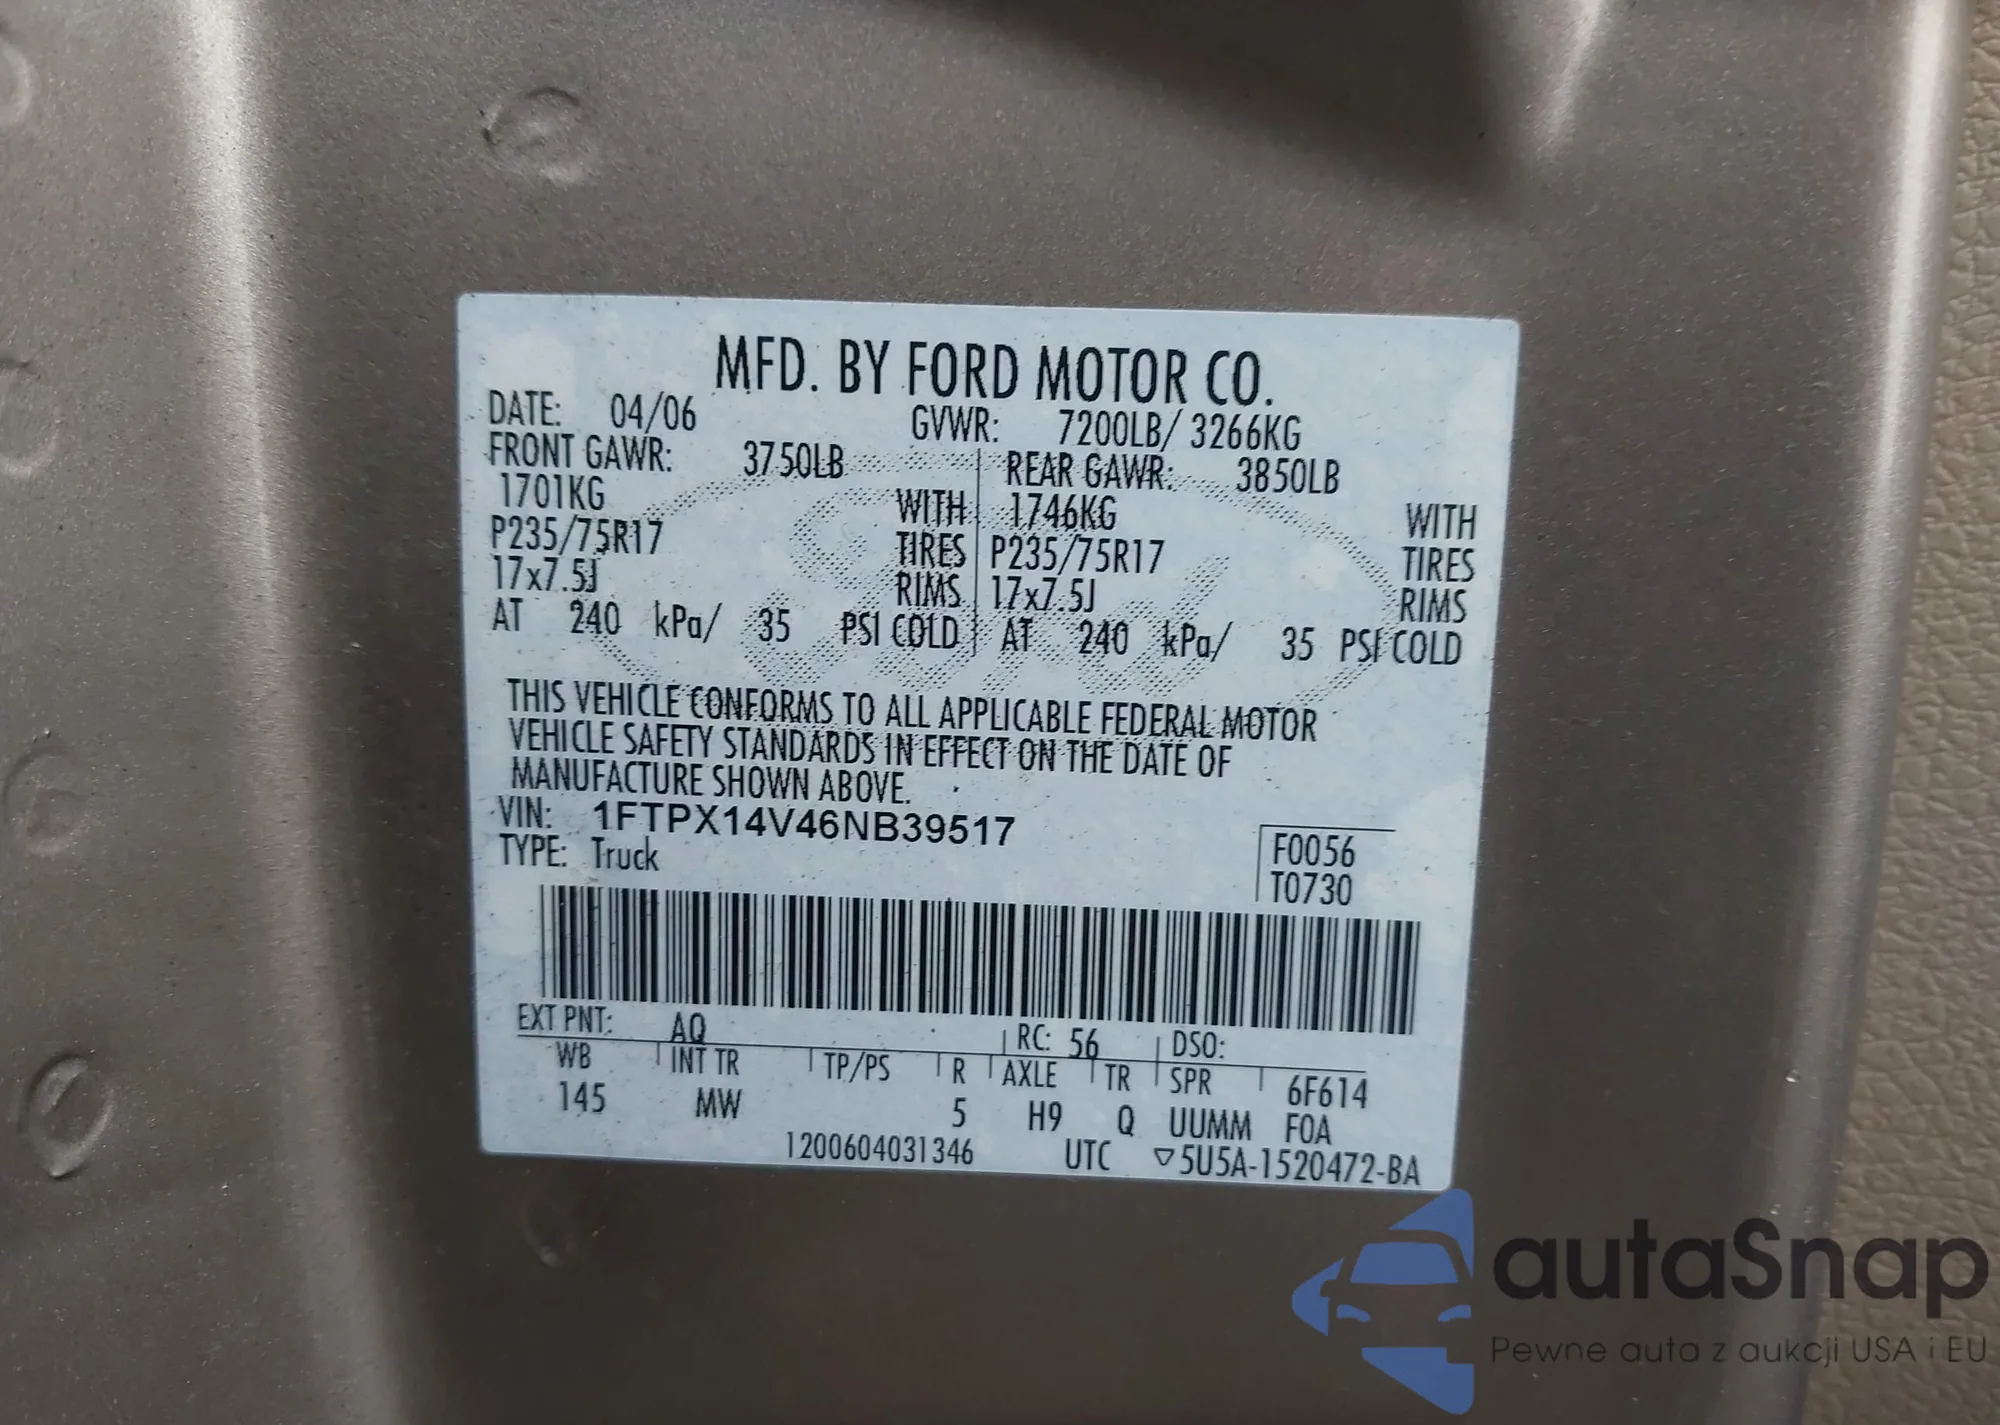 MFD. BY FORD MOTOR CO.
DATE: 04/06 GVWR: 7200LB/ 3266KG
FRONT GAWR: 3750LB REAR GAWR: 3850LB
1701KG WITH 1746KG WITH
P235/75R17 TIRES P235/75R17 TIRES
17x7.5J RIMS 17x7.5J RIMS
AT 240 kPa/ 35 PSI COLD AT 240 kPa/ 35 PSI COLD
THIS VEHICLE CONFORMS TO ALL APPLICABLE FEDERAL MOTOR
VEHICLE SAFETY STANDARDS IN EFFECT ON THE DATE OF
MANUFACTURE SHOWN ABOVE.
VIN: 1FTPX14V46NB39517
TYPE: Truck
F0056
T0730
EXT PNT: AQ RC: 56 DSO:
WB INT TR TP/PS R AXLE TR SPR 6F614
145 MW 5 H9 Q UUMM F0A
1200604031346 UTC ▽5U5A-1520472-BA
autaSnap
Pewne auta z aukcji USA i EU